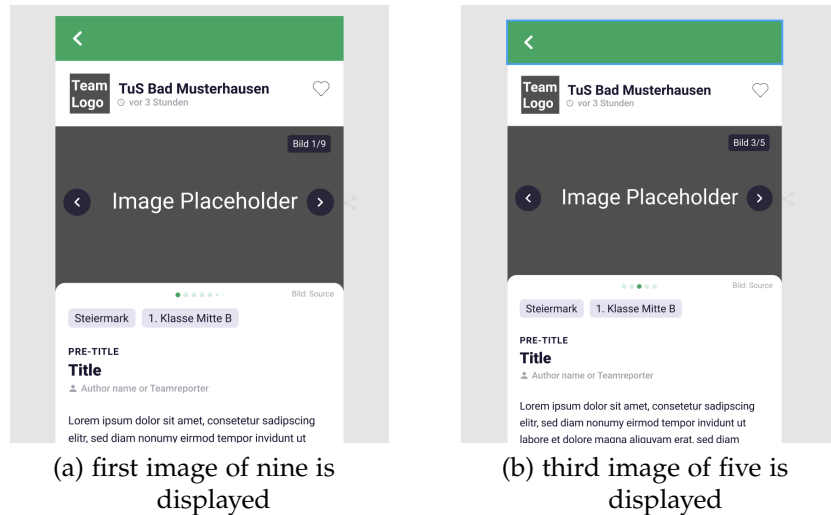 Team
Logo
TuS Bad Musterhausen
vor 3 Stunden
Bild 1/9
Image Placeholder
Bild: Source
Steiermark
1. Klasse Mitte B
PRE-TITLE
Title
Author name or Teamreporter
Lorem ipsum dolor sit amet, consetetur sadipscing
elitr, sed diam nonumy eirmod tempor invidunt ut
(a) first image of nine is
displayed
Team
Logo
TuS Bad Musterhausen
vor 3 Stunden
Bild 3/5
Image Placeholder
Bild: Source
Steiermark
1. Klasse Mitte B
PRE-TITLE
Title
Author name or Teamreporter
Lorem ipsum dolor sit amet, consetetur sadipscing
elitr, sed diam nonumy eirmod tempor invidunt ut
labore et dolore magna aliquyam erat, sed diam
(b) third image of five is
displayed